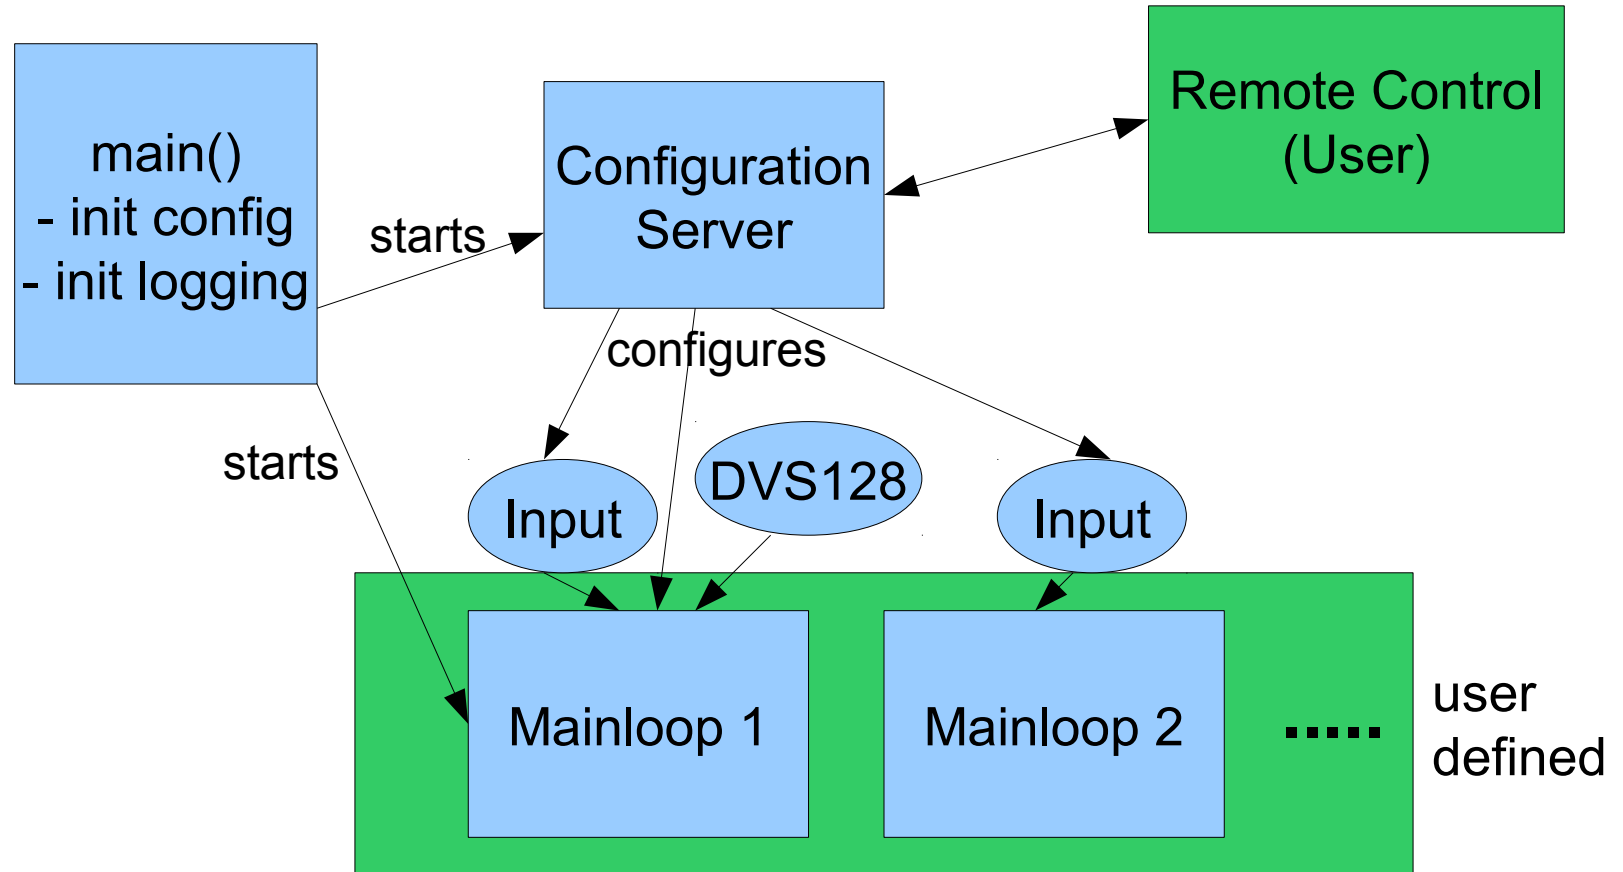 main()
- init config
- init logging
starts
Configuration
Server
Remote Control
(User)
configures
starts
Input
DVS128
Input
Mainloop 1
Mainloop 2
user
defined